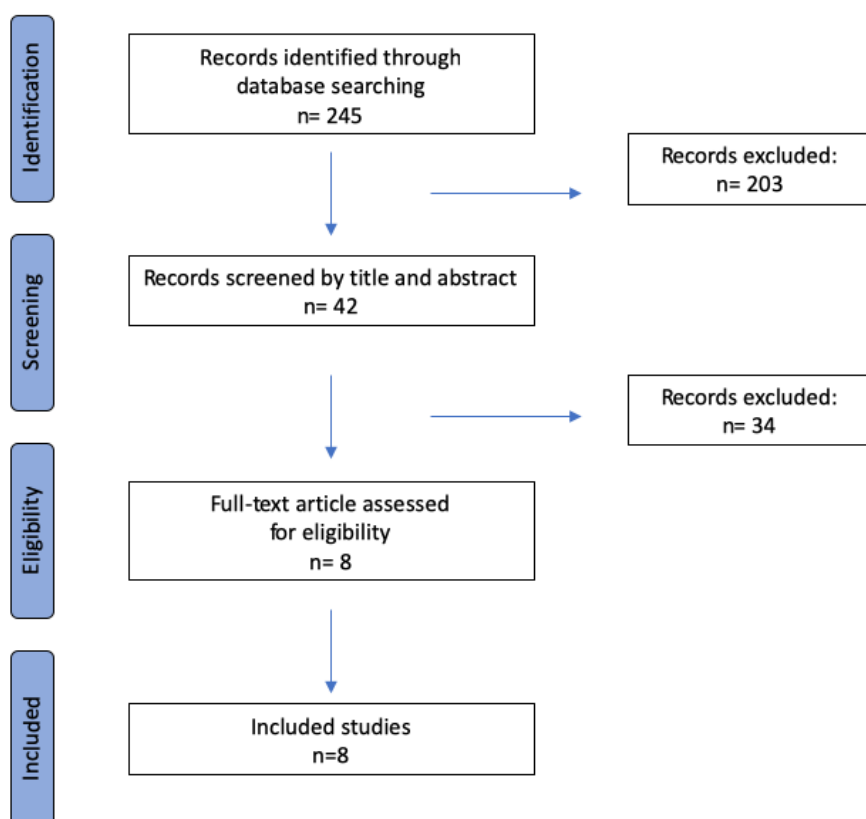 Identification
Records identified through
database searching
n= 245
Records excluded:
n= 203
Screening
Records screened by title and abstract
n= 42
Records excluded:
n= 34
Eligibility
Full-text article assessed
for eligibility
n= 8
Included
Included studies
n=8